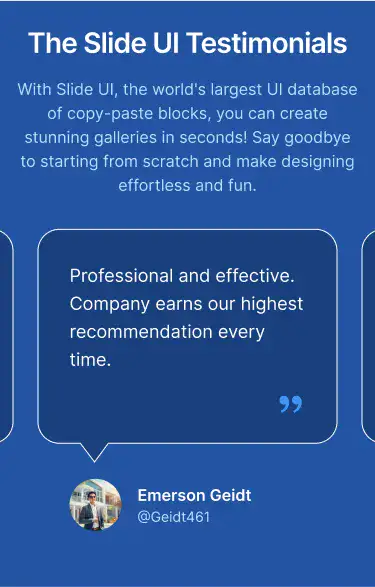 The Slide UI Testimonials
With Slide UI, the world's largest UI database
of copy-paste blocks, you can create
stunning galleries in seconds! Say goodbye
to starting from scratch and make designing
effortless and fun.
Professional and effective.
Company earns our highest
recommendation every
time.
”
Emerson Geidt
@Geidt461